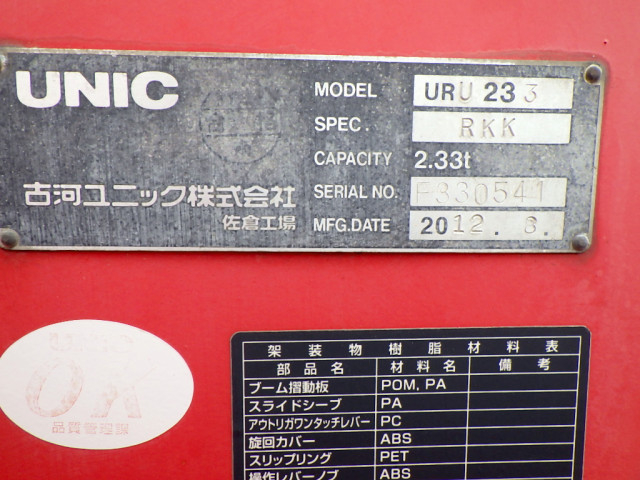 UNIC
MODEL URU 233
SPEC. RKK
CAPACITY 2.33t
古河ユニック株式会社
SERIAL NO. F330541
佐倉工場
MFG.DATE 2012. 8.
架装物樹脂材料表
部品名 材料名 備考
ブーム摺動板 POM, PA
スライドシーブ PA
アウトリガワンタッチレバー PC
旋回カバー ABS
スリップリング PET
操作レバーノブ ABS
OK
品質管理課